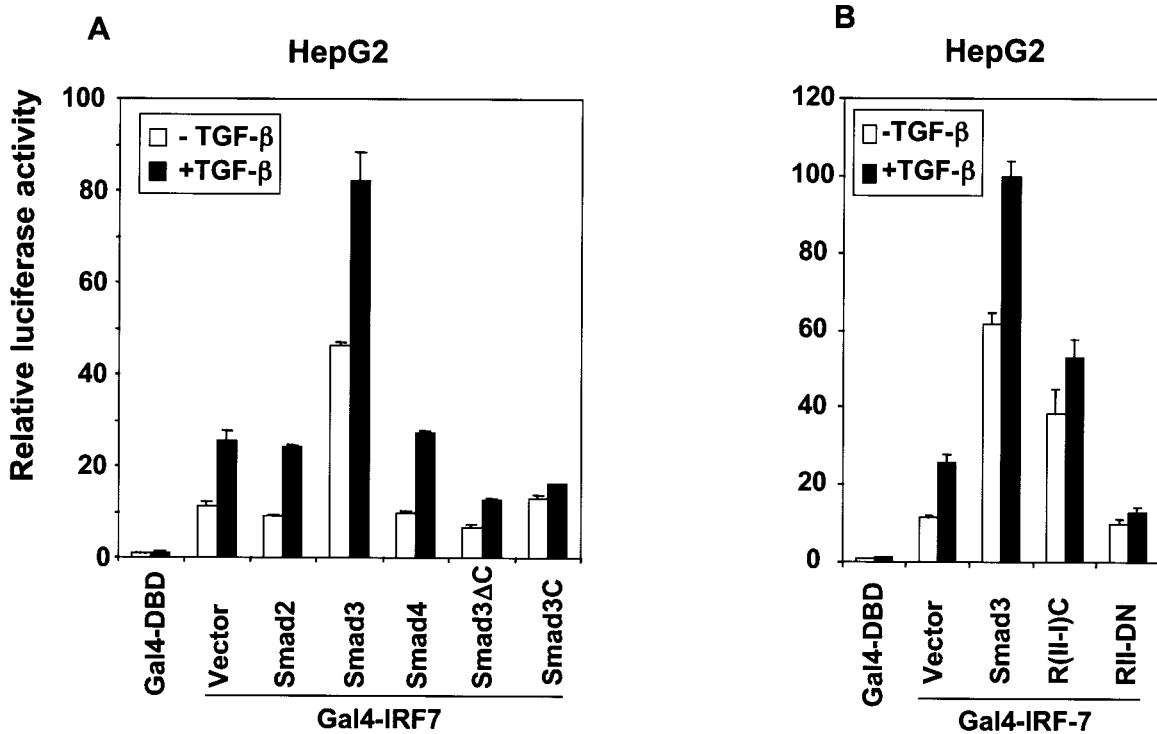 A
HepG2
Relative luciferase activity
100
80
60
40
20
0
- TGF-β
+TGF-β
Gal4-DBD
Vector
Smad2
Smad3
Smad4
Smad3ΔC
Smad3C
Gal4-IRF7
B
HepG2
120
100
80
60
40
20
0
-TGF-β
+TGF-β
Gal4-DBD
Vector
Smad3
R(II-I)C
RII-DN
Gal4-IRF-7